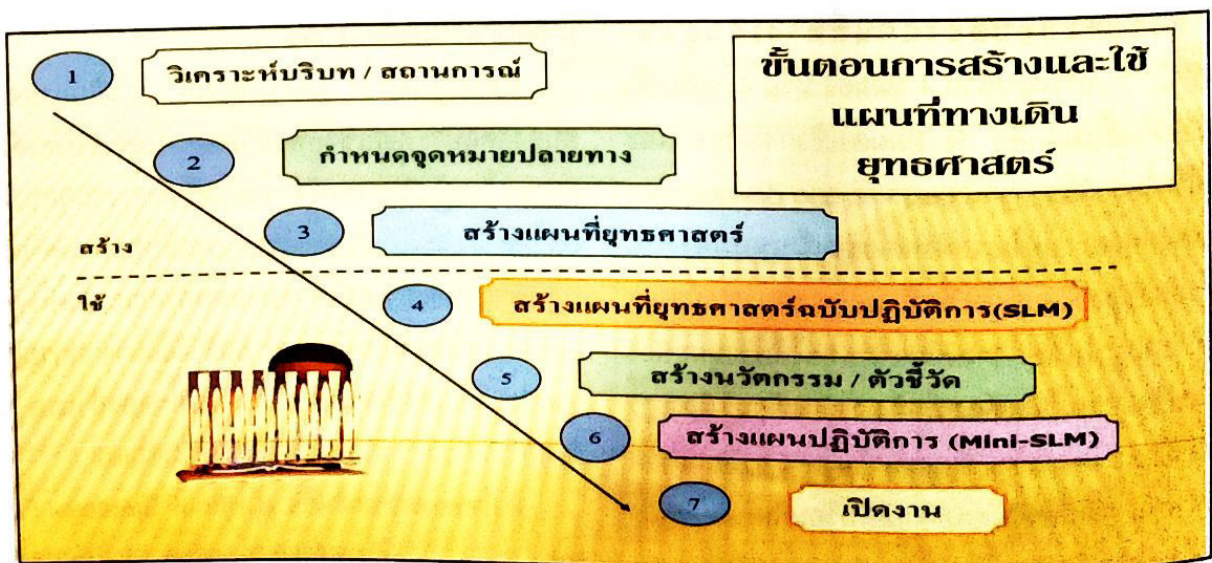 ขั้นตอนการสร้างและใช้
แผนที่ทางเดิน
ยุทธศาสตร์
1 วิเคราะห์บริบท / สถานการณ์
2 กำหนดจุดหมายปลายทาง
3 สร้างแผนที่ยุทธศาสตร์
สร้าง
ใช้
4 สร้างแผนที่ยุทธศาสตร์ฉบับปฏิบัติการ(SLM)
5 สร้างนวัตกรรม / ตัวชี้วัด
6 สร้างแผนปฏิบัติการ (Mini-SLM)
7 เปิดงาน